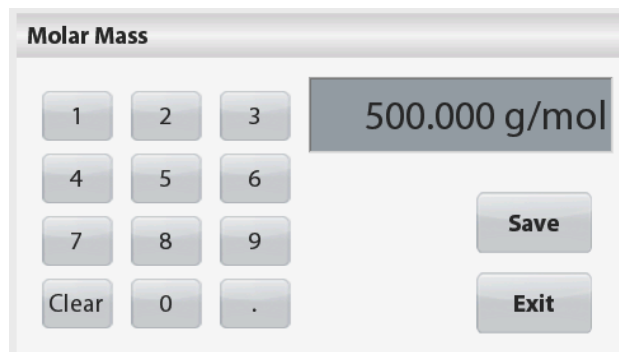 Molar Mass
1 2 3
500.000 g/mol
4 5 6
7 8 9
Save
Clear 0 .
Exit